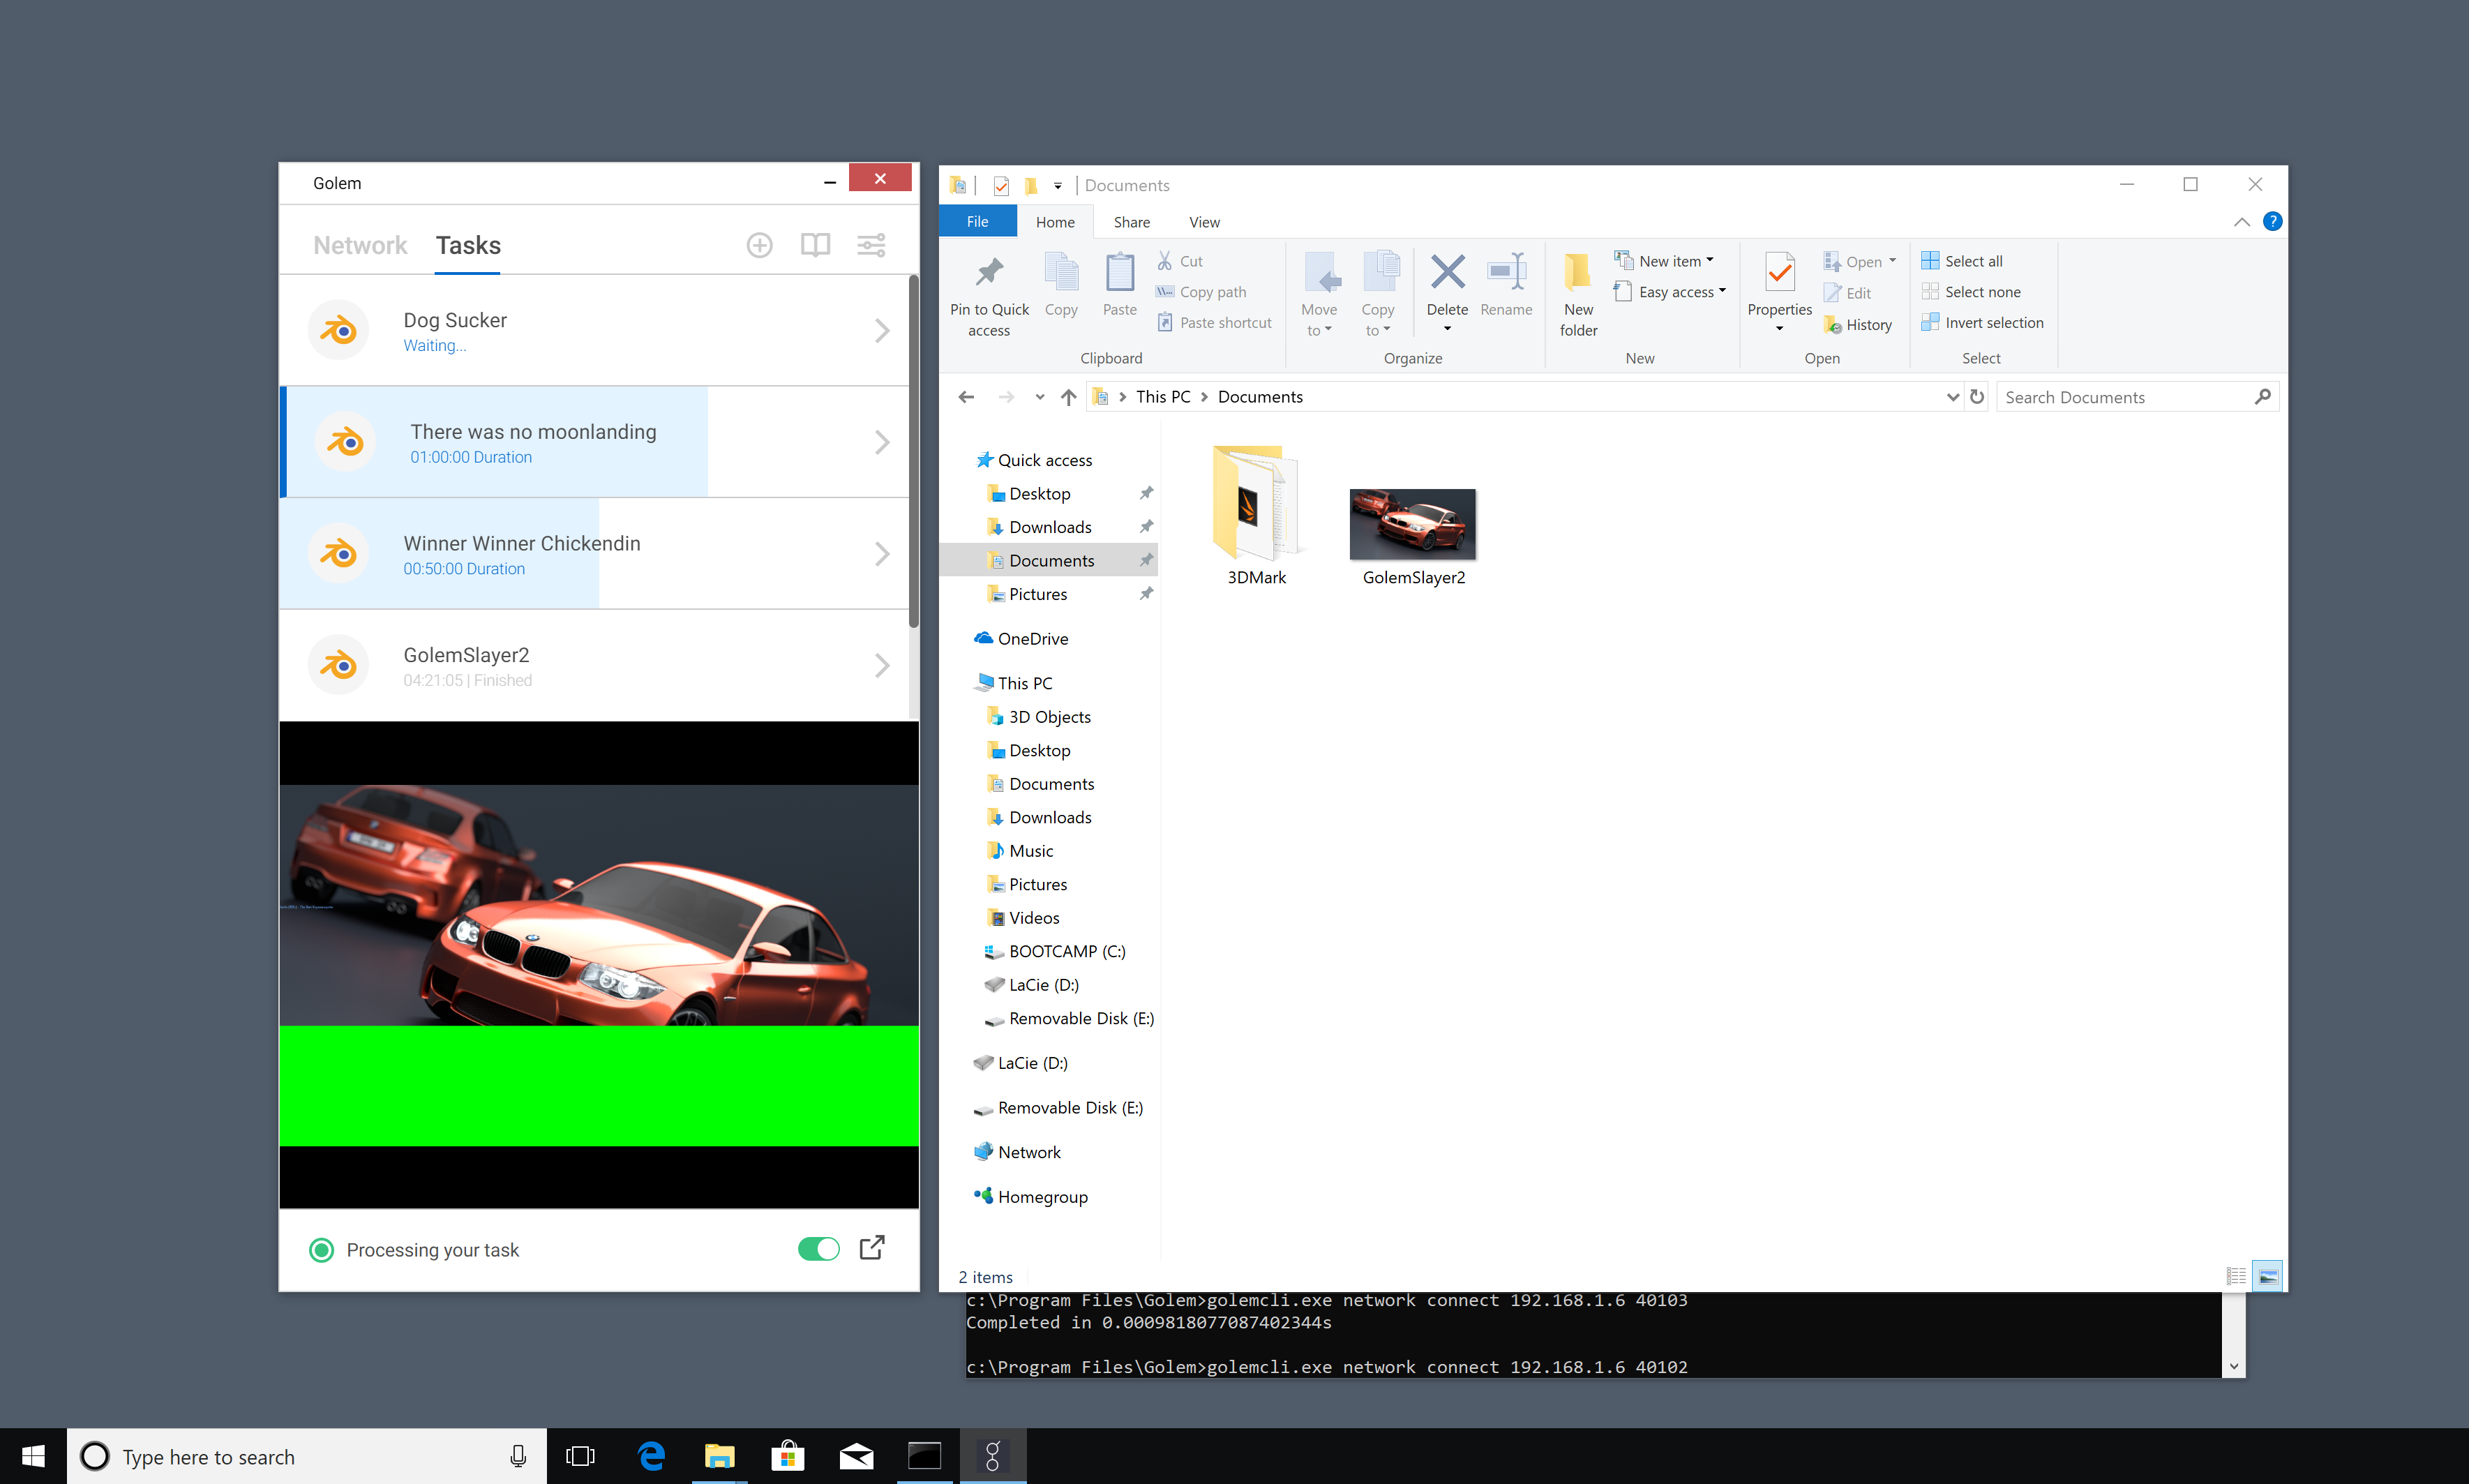 Golem
Network Tasks
Dog Sucker
Waiting...
There was no moonlanding
01:00:00 Duration
Winner Winner Chickendin
00:50:00 Duration
GolemSlayer2
04:21:05 | Finished
Processing your task
Documents
File Home Share View
Pin to Quick access
Copy
Paste
Cut
Copy path
Paste shortcut
Clipboard
Move to
Copy to
Delete
Rename
Organize
New folder
New item
Easy access
New
Properties
Open
Edit
History
Open
Select all
Select none
Invert selection
Select
This PC Documents
Search Documents
Quick access
Desktop
Downloads
Documents
Pictures
OneDrive
This PC
3D Objects
Desktop
Documents
Downloads
Music
Pictures
Videos
BOOTCAMP (C:)
LaCie (D:)
Removable Disk (E:)
LaCie (D:)
Removable Disk (E:)
Network
Homegroup
3DMark
GolemSlayer2
2 items
c:\Program Files\Golem>golemcli.exe network connect 192.168.1.6 40103
Completed in 0.0009818077087402344s
c:\Program Files\Golem>golemcli.exe network connect 192.168.1.6 40102
Type here to search